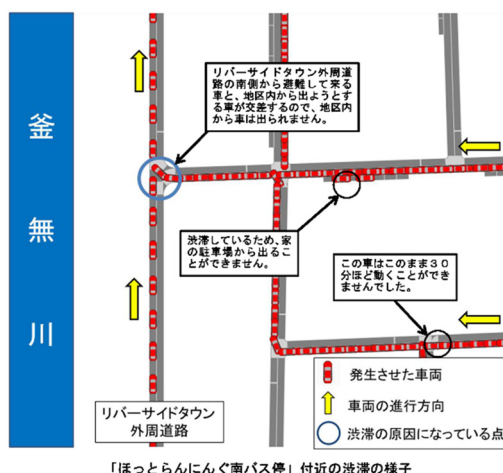 リバーサイドタウン外周道
路の南側から避難して来る
車と、地区内から出ようとす
る車が交差するので、地区内
から車は出られません。
釜
無
川
渋滞しているため、家
の駐車場から出ること
ができません。
この車はこのまま30
分ほど動くことができ
ませんでした。
リバーサイドタウン
外周道路
発生させた車両
車両の進行方向
渋滞の原因になっている点
「ほっとらんにんぐ南バス停」付近の渋滞の様子